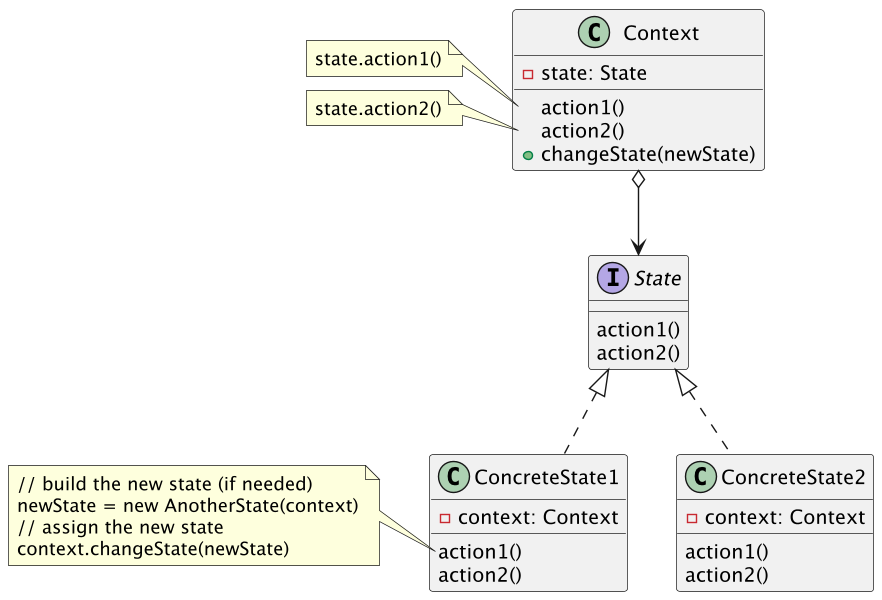 C Context
state.action1()
state: State
state.action2()
action1()
action2()
changeState(newState)
I State
action1()
action2()
// build the new state (if needed)
newState = new AnotherState(context)
// assign the new state
context.changeState(newState)
C ConcreteState1
context: Context
action1()
action2()
C ConcreteState2
context: Context
action1()
action2()